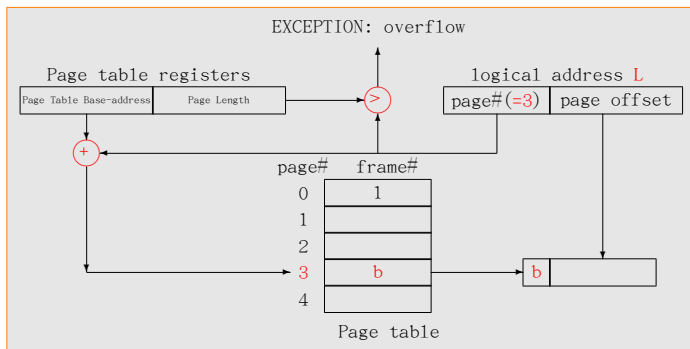 EXCEPTION: overflow
Page table registers
logical address L
Page Table Base-address Page Length > page#(=3) page offset
+
page# frame#
0 1
1
2
3 b b
4
Page table